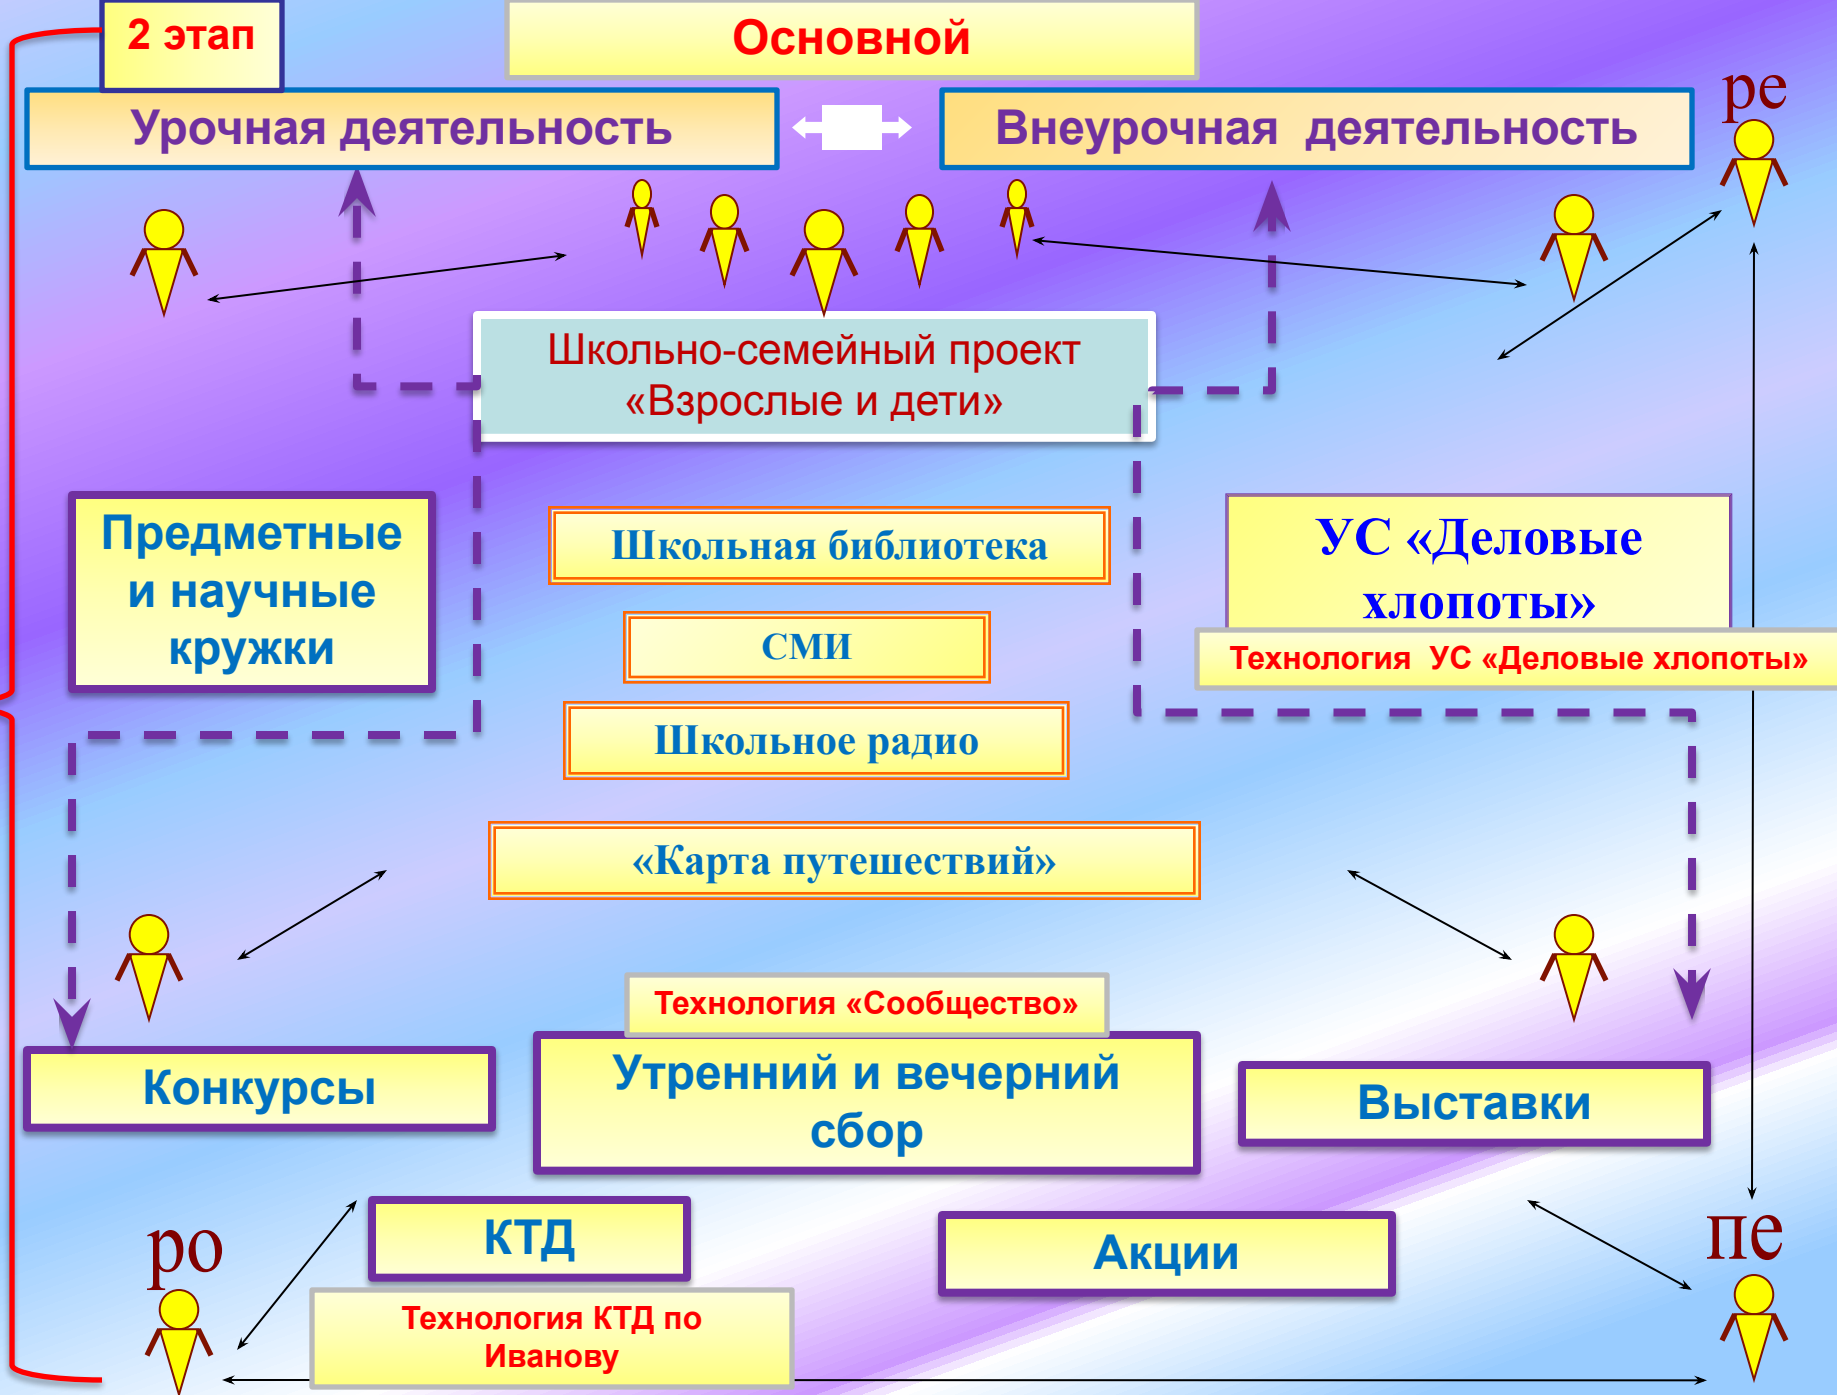 2 этап
Основной
Урочная деятельность
Внеурочная деятельность
ре
Школьно-семейный проект
«Взрослые и дети»
Предметные
и научные
кружки
Школьная библиотека
СМИ
Школьное радио
«Карта путешествий»
УС «Деловые
хлопоты»
Технология УС «Деловые хлопоты»
Технология «Сообщество»
Конкурсы
Утренний и вечерний
сбор
Выставки
ро
КТД
Акции
пе
Технология КТД по
Иванову